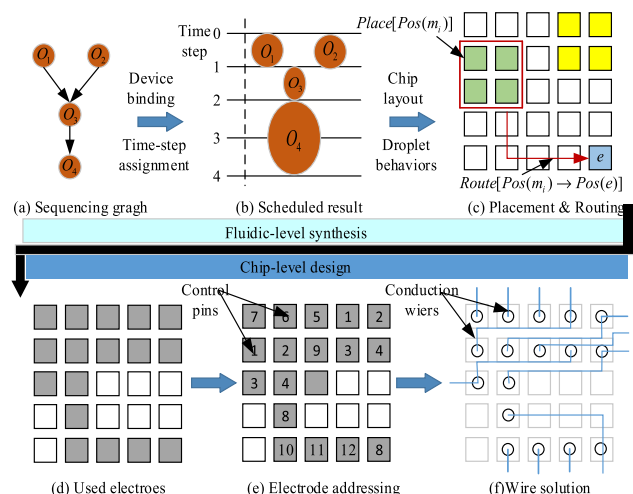 Place[Pos(mi)]
Time 0
step
O1 O2
O1 O2
1
Device
binding
O3
Chip
layout
O3
2
Time-step
assignment
3
O4
Droplet
behaviors
O4
4
e
Route[Pos(mi) → Pos(e)]
(a) Sequencing gragh
(b) Scheduled result
(c) Placement & Routing
Fluidic-level synthesis
Chip-level design
Control
pins
Conduction
wiers
7 6 5 1 2
1 2 9 3 4
3 4
8
10 11 12 8
(d) Used electroes
(e) Electrode addressing
(f)Wire solution